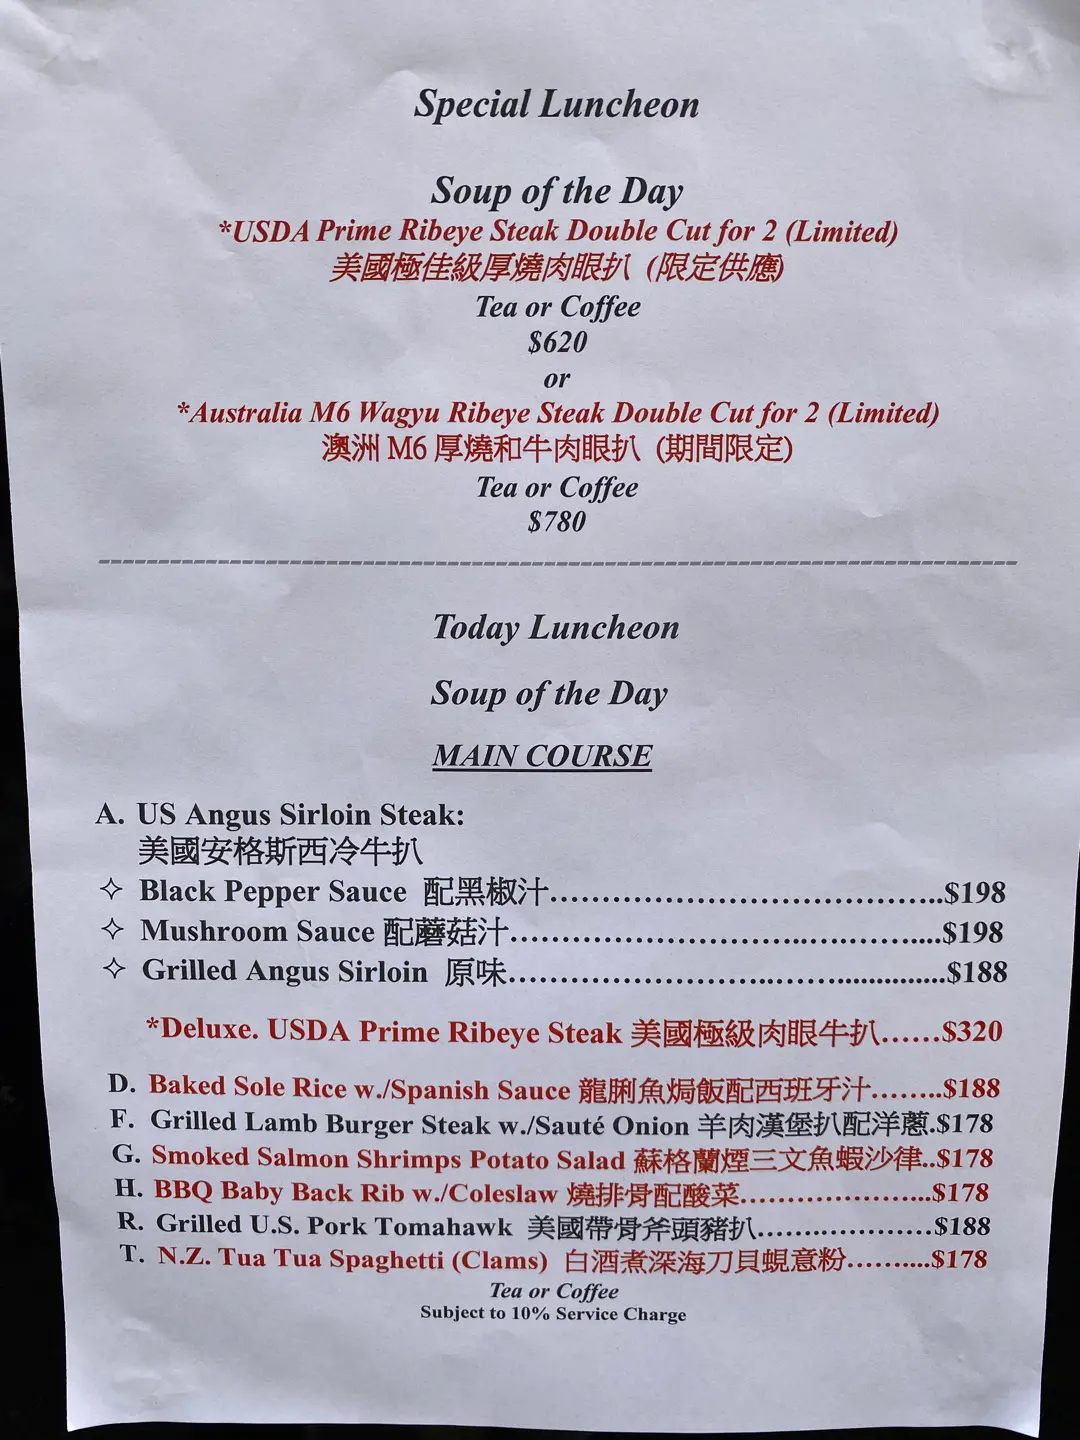 Special Luncheon
Soup of the Day
*USDA Prime Ribeye Steak Double Cut for 2 (Limited)
美國極佳級厚燒肉眼扒 (限定供應)
Tea or Coffee
$620
or
*Australia M6 Wagyu Ribeye Steak Double Cut for 2 (Limited)
澳洲 M6 厚燒和牛肉眼扒 (期間限定)
Tea or Coffee
$780
--------------------------------------------------------------------------------
Today Luncheon
Soup of the Day
MAIN COURSE
A. US Angus Sirloin Steak:
美國安格斯西冷牛扒
✧ Black Pepper Sauce 配黑椒汁........................................$198
✧ Mushroom Sauce 配蘑菇汁............................................$198
✧ Grilled Angus Sirloin 原味............................................$188
*Deluxe. USDA Prime Ribeye Steak 美國極級肉眼牛扒......$320
D. Baked Sole Rice w./Spanish Sauce 龍脷魚焗飯配西班牙汁........$188
F. Grilled Lamb Burger Steak w./Sauté Onion 羊肉漢堡扒配洋蔥.$178
G. Smoked Salmon Shrimps Potato Salad 蘇格蘭煙三文魚蝦沙律..$178
H. BBQ Baby Back Rib w./Coleslaw 燒排骨配酸菜......................$178
R. Grilled U.S. Pork Tomahawk 美國帶骨斧頭豬扒....................$188
T. N.Z. Tua Tua Spaghetti (Clams) 白酒煮深海刀貝蜆意粉..........$178
Tea or Coffee
Subject to 10% Service Charge